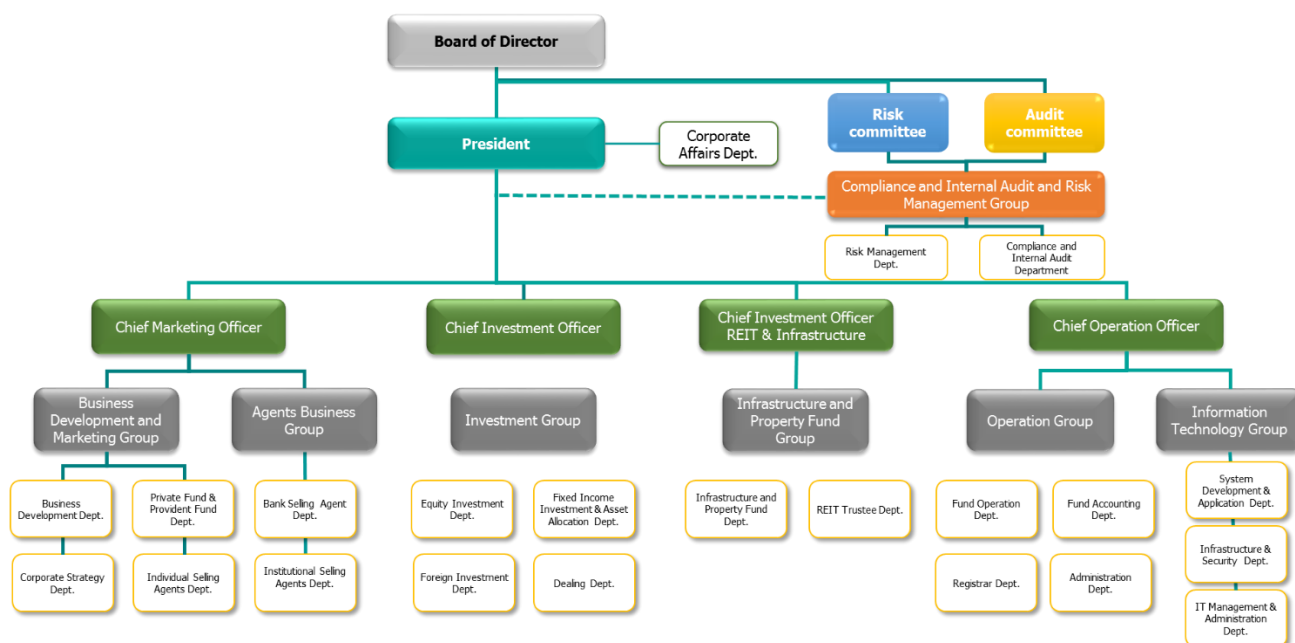 Board of Director
President
Corporate
Affairs Dept.
Risk
committee
Audit
committee
Compliance and Internal Audit and Risk
Management Group
Risk Management
Dept.
Compliance and
Internal Audit
Department
Chief Marketing Officer
Chief Investment Officer
Chief Investment Officer
REIT & Infrastructure
Chief Operation Officer
Business
Development and
Marketing Group
Agents Business
Group
Investment Group
Infrastructure and
Property Fund
Group
Operation Group
Information
Technology Group
Business
Development Dept.
Private Fund &
Provident Fund
Dept.
Bank Selling Agent
Dept.
Equity Investment
Dept.
Fixed Income
Investment & Asset
Allocation Dept.
Infrastructure and
Property Fund
Dept.
REIT Trustee Dept.
Fund Operation
Dept.
Fund Accounting
Dept.
System
Development &
Application Dept.
Corporate Strategy
Dept.
Individual Selling
Agents Dept.
Institutional Selling
Agents Dept.
Foreign Investment
Dept.
Dealing Dept.
Registrar Dept.
Administration Dept.
Infrastructure &
Security Dept.
IT Management &
Administration
Dept.